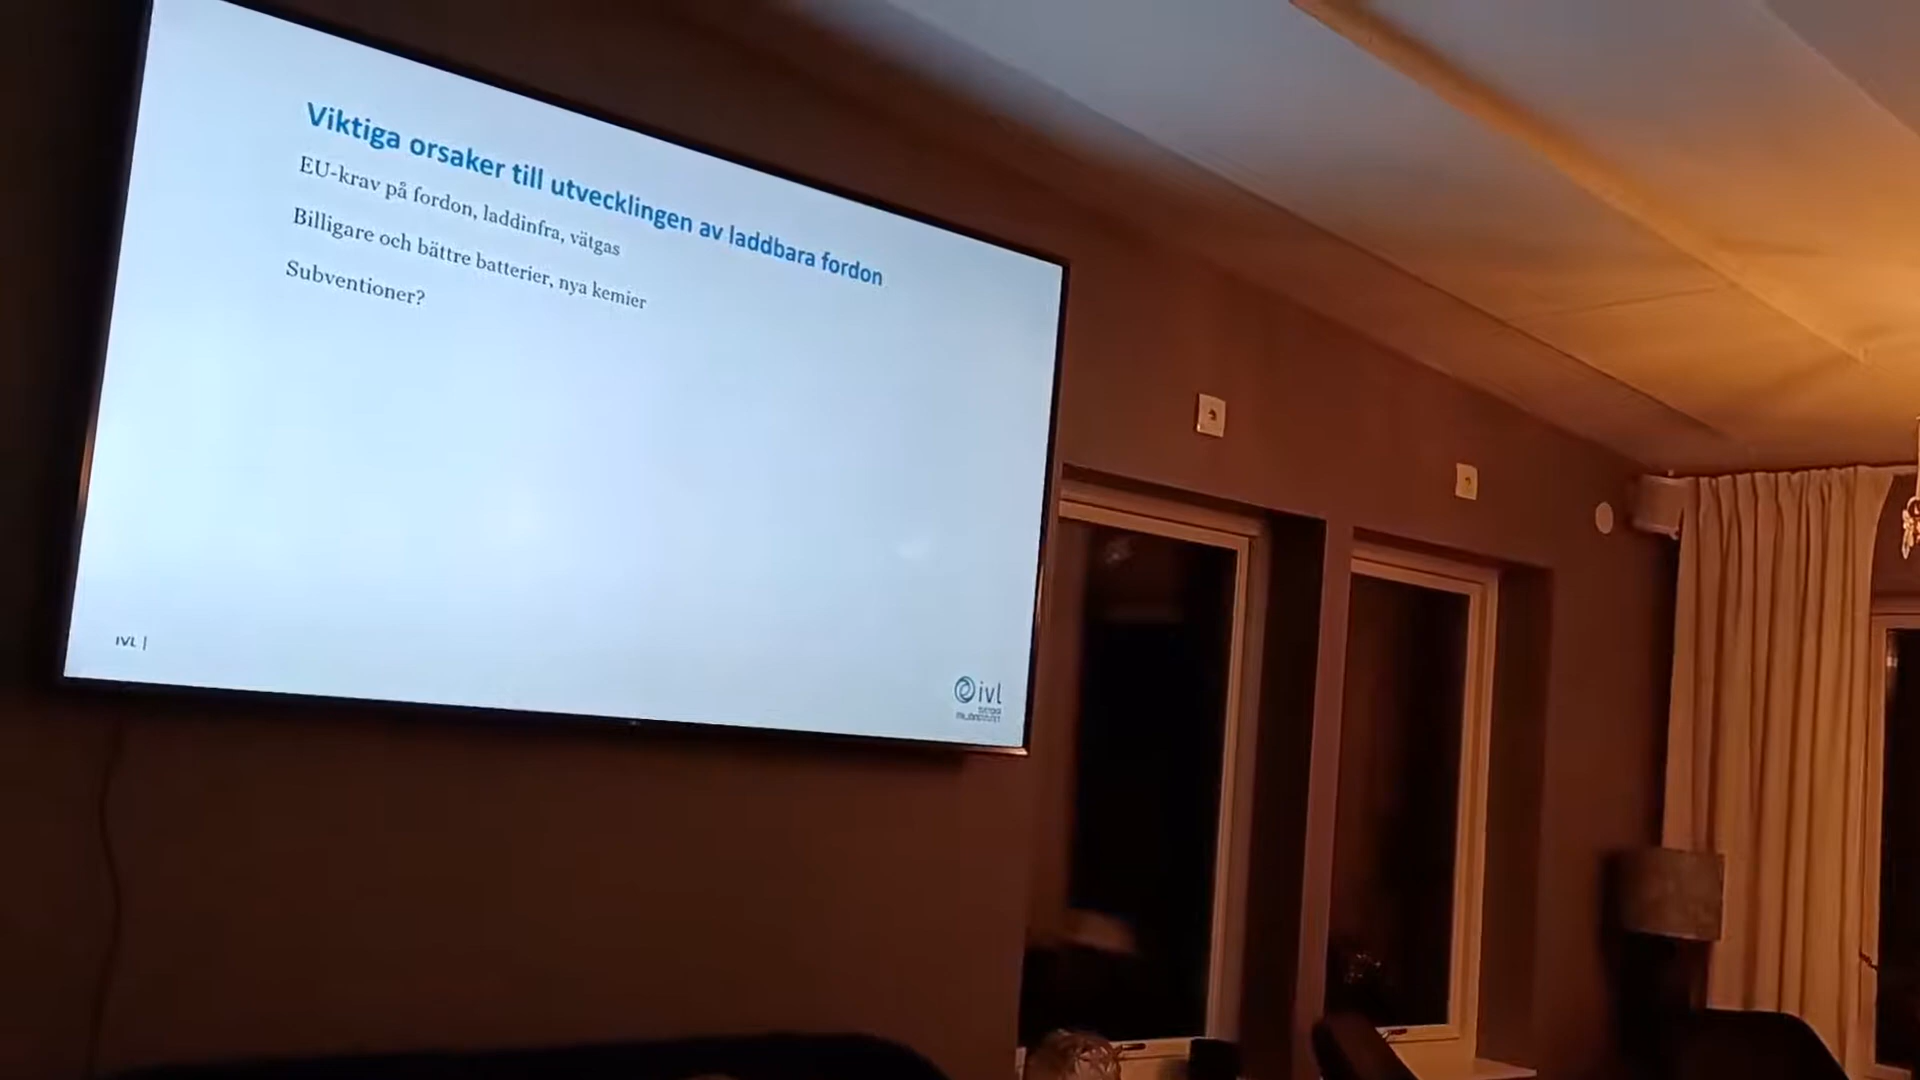 Viktiga orsaker till utvecklingen av laddbara fordon
EU-krav på fordon, laddinfra, vätgas
Billigare och bättre batterier, nya kemier
Subventioner?
IVL |
ivl